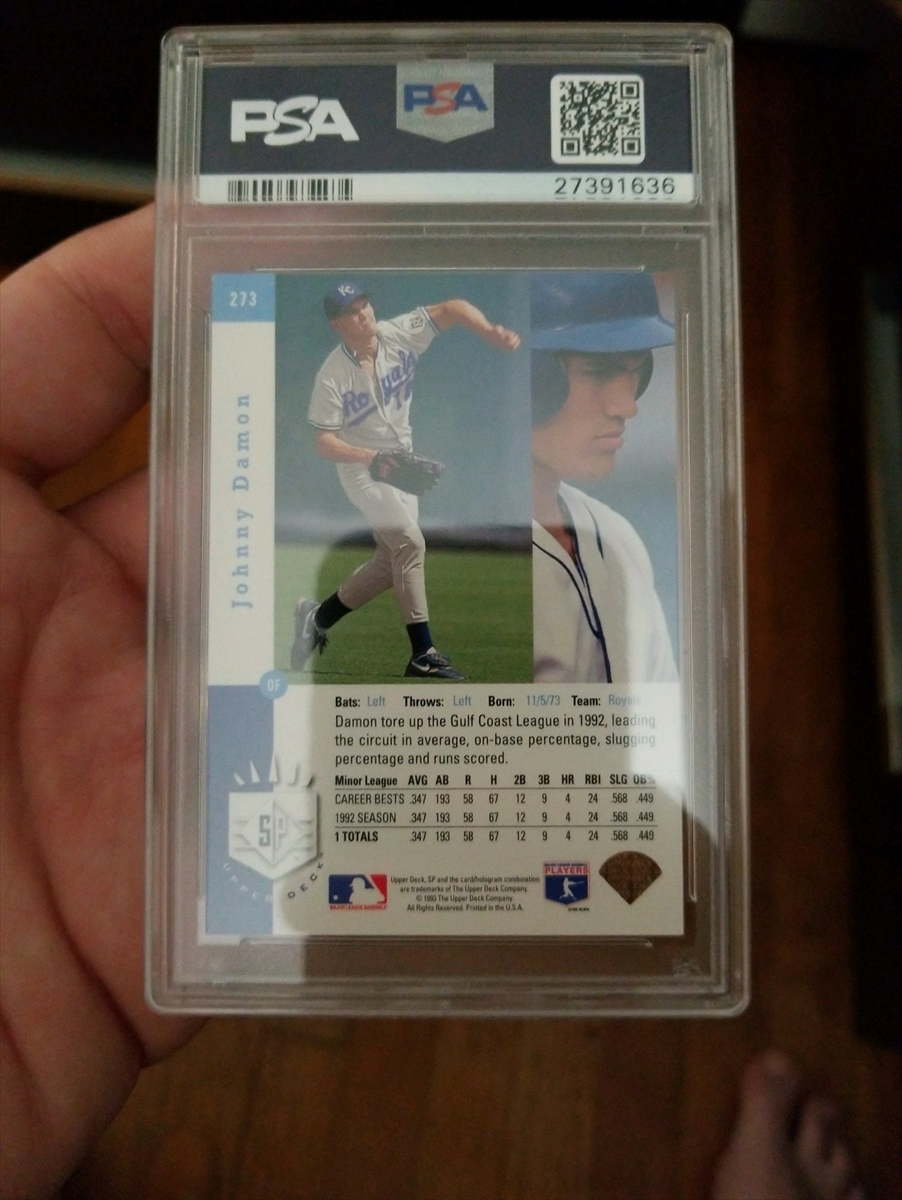 PSA
PSA
27391636
273
KC
Royals
Johnny Damon
OF
Bats: Left Throws: Left Born: 11/5/73 Team: Royals
Damon tore up the Gulf Coast League in 1992, leading
the circuit in average, on-base percentage, slugging
percentage and runs scored.
Minor League AVG AB R H 2B 3B HR RBI SLG OB%
CAREER BESTS .347 193 58 67 12 9 4 24 .568 .449
1992 SEASON .347 193 58 67 12 9 4 24 .568 .449
1 TOTALS .347 193 58 67 12 9 4 24 .568 .449
SP
UPPER DECK
MAJOR LEAGUE BASEBALL
Upper Deck, SP and the card/hologram combination
are trademarks of The Upper Deck Company.
© 1993 The Upper Deck Company.
All Rights Reserved. Printed in the U.S.A.
PLAYERS